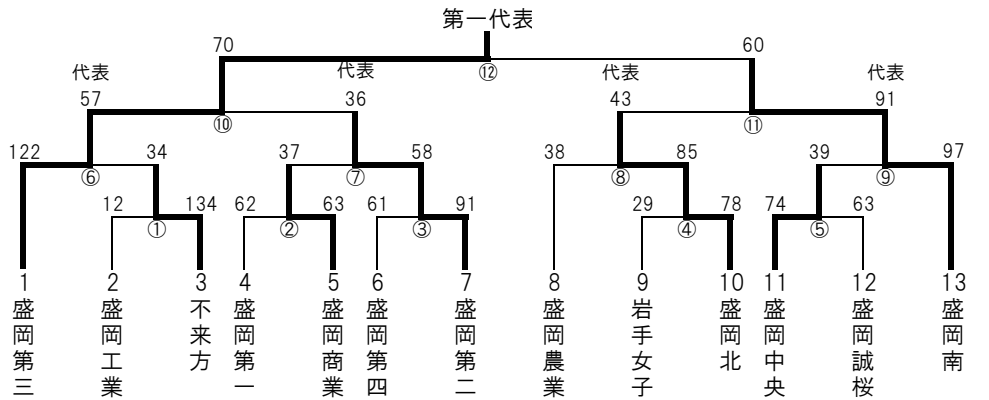 第一代表
70 60
⑫
代表 代表 代表 代表
57 36 43 91
⑩ ⑪
122 34 37 58 38 85 39 97
⑥ ⑦ ⑧ ⑨
12 134 62 63 61 91 29 78 74 63
① ② ③ ④ ⑤
1 2 3 4 5 6 7 8 9 10 11 12 13
盛岡第三
盛岡工業
不来方
盛岡第一
盛岡商業
盛岡第四
盛岡第二
盛岡農業
岩手女子
盛岡北
盛岡中央
盛岡誠桜
盛岡南